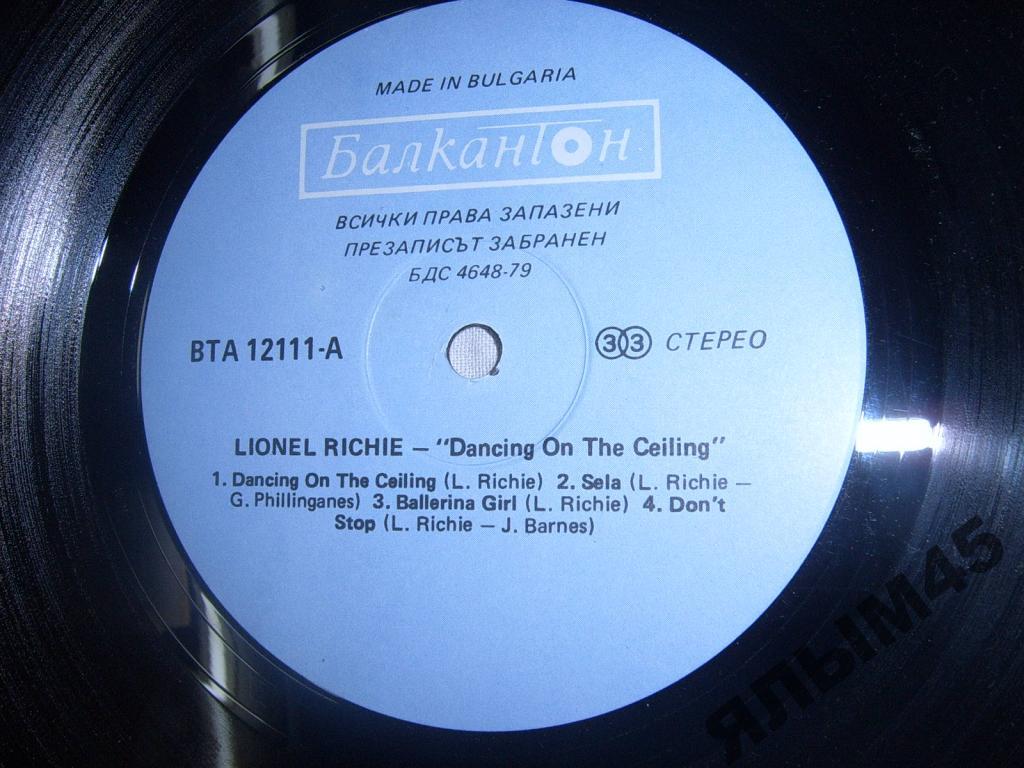 MADE IN BULGARIA
Балкантон
ВСИЧКИ ПРАВА ЗАПАЗЕНИ
ПРЕЗАПИСЪТ ЗАБРАНЕН
БДС 4648-79
ВТА 12111-А
33 СТЕРЕО
LIONEL RICHIE – "Dancing On The Ceiling"
1. Dancing On The Ceiling (L. Richie) 2. Sela (L. Richie –
G. Phillinganes) 3. Ballerina Girl (L. Richie) 4. Don't
Stop (L. Richie – J. Barnes)
ЯЛЫМ45